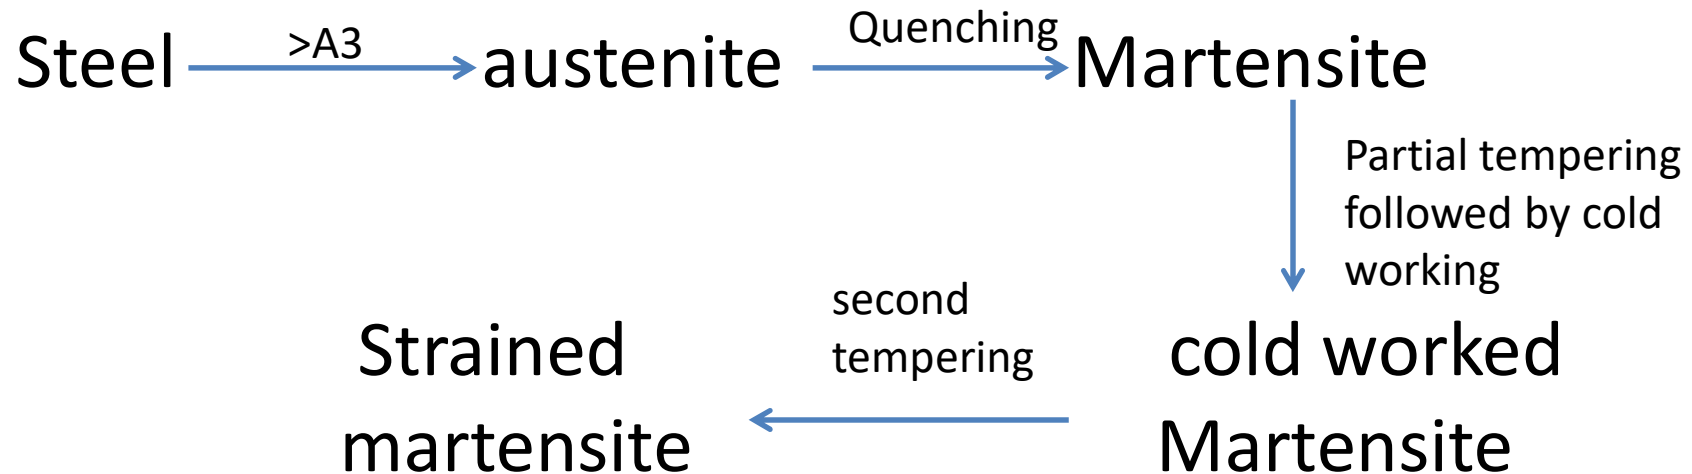 Steel
>A3
austenite
Quenching
Martensite
Partial tempering
followed by cold
working
cold worked
Martensite
second
tempering
Strained
martensite